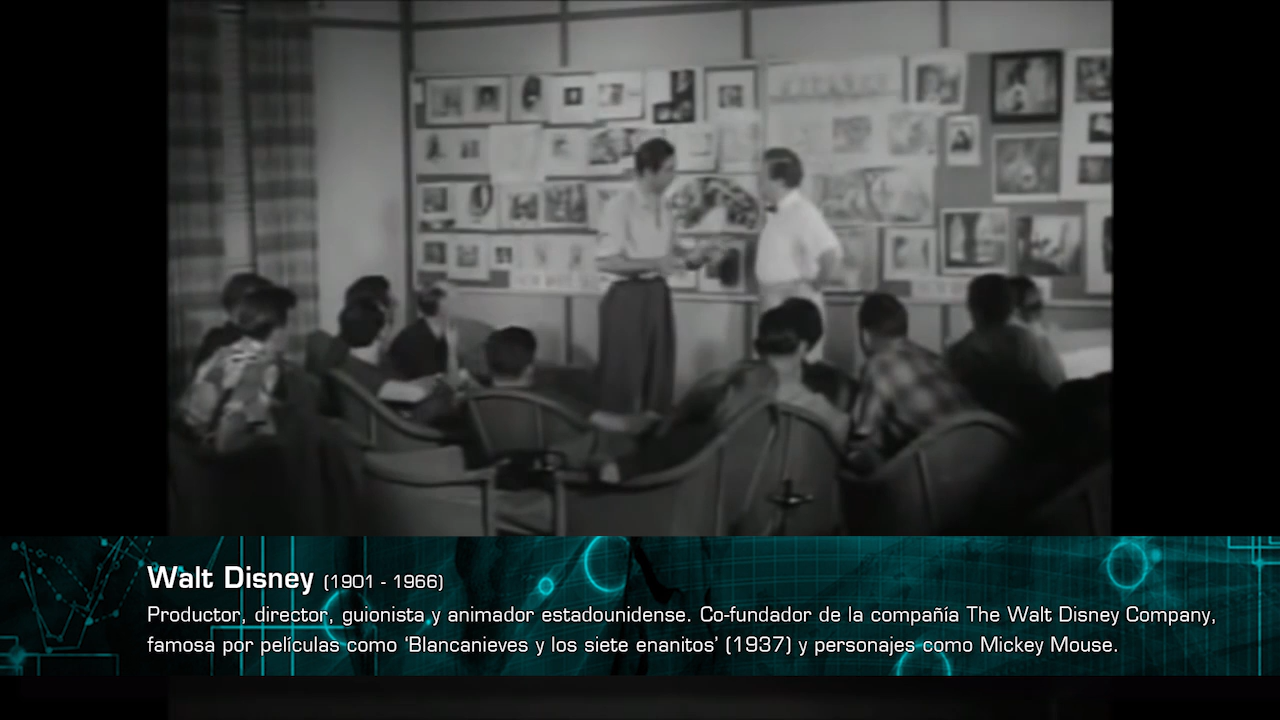 Walt Disney (1901 - 1966)
Productor, director, guionista y animador estadounidense. Co-fundador de la compañía The Walt Disney Company,
famosa por películas como ‘Blancanieves y los siete enanitos’ (1937) y personajes como Mickey Mouse.